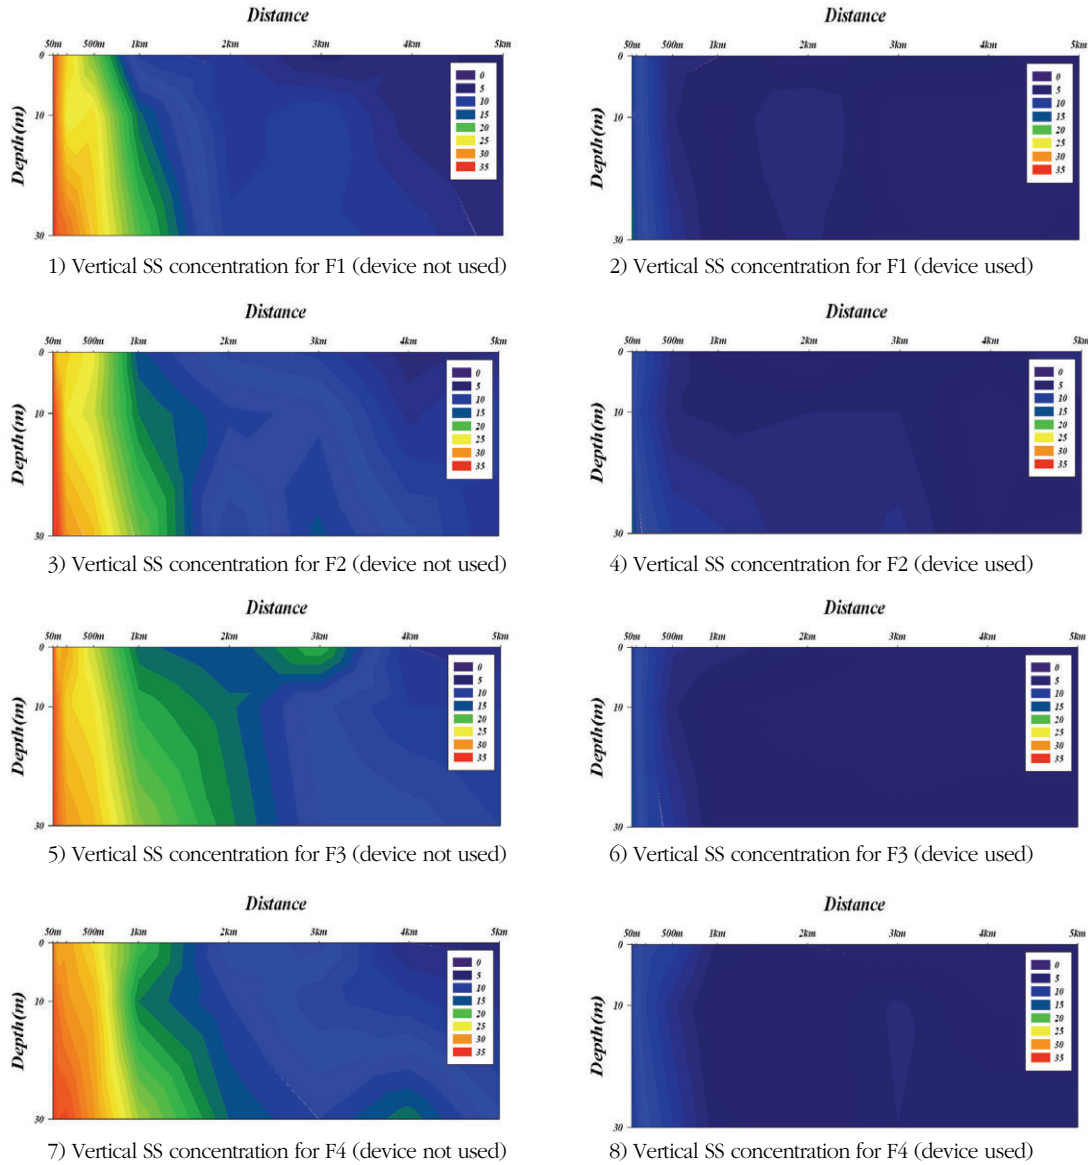 Distance
50m 500m 1km 2km 3km 4km 5km
0
10
30
Depth(m)
0
5
10
15
20
25
30
35
1) Vertical SS concentration for F1 (device not used)
Distance
50m 500m 1km 2km 3km 4km 5km
0
10
30
Depth(m)
0
5
10
15
20
25
30
35
2) Vertical SS concentration for F1 (device used)
Distance
50m 500m 1km 2km 3km 4km 5km
0
10
30
Depth(m)
0
5
10
15
20
25
30
35
3) Vertical SS concentration for F2 (device not used)
Distance
50m 500m 1km 2km 3km 4km 5km
0
10
30
Depth(m)
0
5
10
15
20
25
30
35
4) Vertical SS concentration for F2 (device used)
Distance
50m 500m 1km 2km 3km 4km 5km
0
10
30
Depth(m)
0
5
10
15
20
25
30
35
5) Vertical SS concentration for F3 (device not used)
Distance
50m 500m 1km 2km 3km 4km 5km
0
10
30
Depth(m)
0
5
10
15
20
25
30
35
6) Vertical SS concentration for F3 (device used)
Distance
50m 500m 1km 2km 3km 4km 5km
0
10
30
Depth(m)
0
5
10
15
20
25
30
35
7) Vertical SS concentration for F4 (device not used)
Distance
50m 500m 1km 2km 3km 4km 5km
0
10
30
Depth(m)
0
5
10
15
20
25
30
35
8) Vertical SS concentration for F4 (device used)